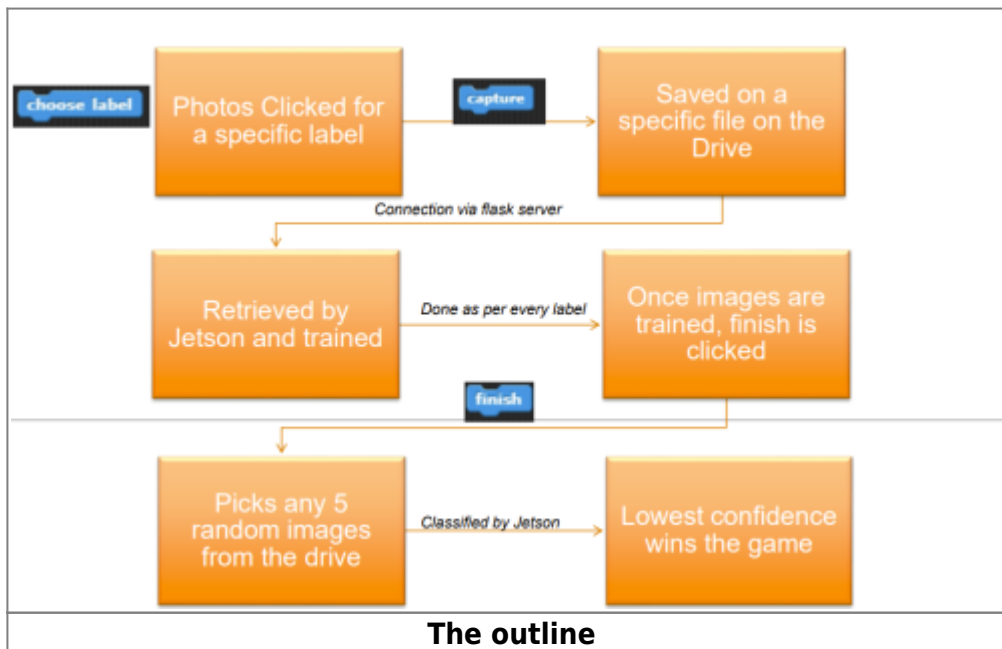 choose label
Photos Clicked for
a specific label
capture
Saved on a
specific file on the
Drive
Connection via flask server
Retrieved by
Jetson and trained
Done as per every label
Once images are
trained, finish is
clicked
finish
Picks any 5
random images
from the drive
Classified by Jetson
Lowest confidence
wins the game
The outline